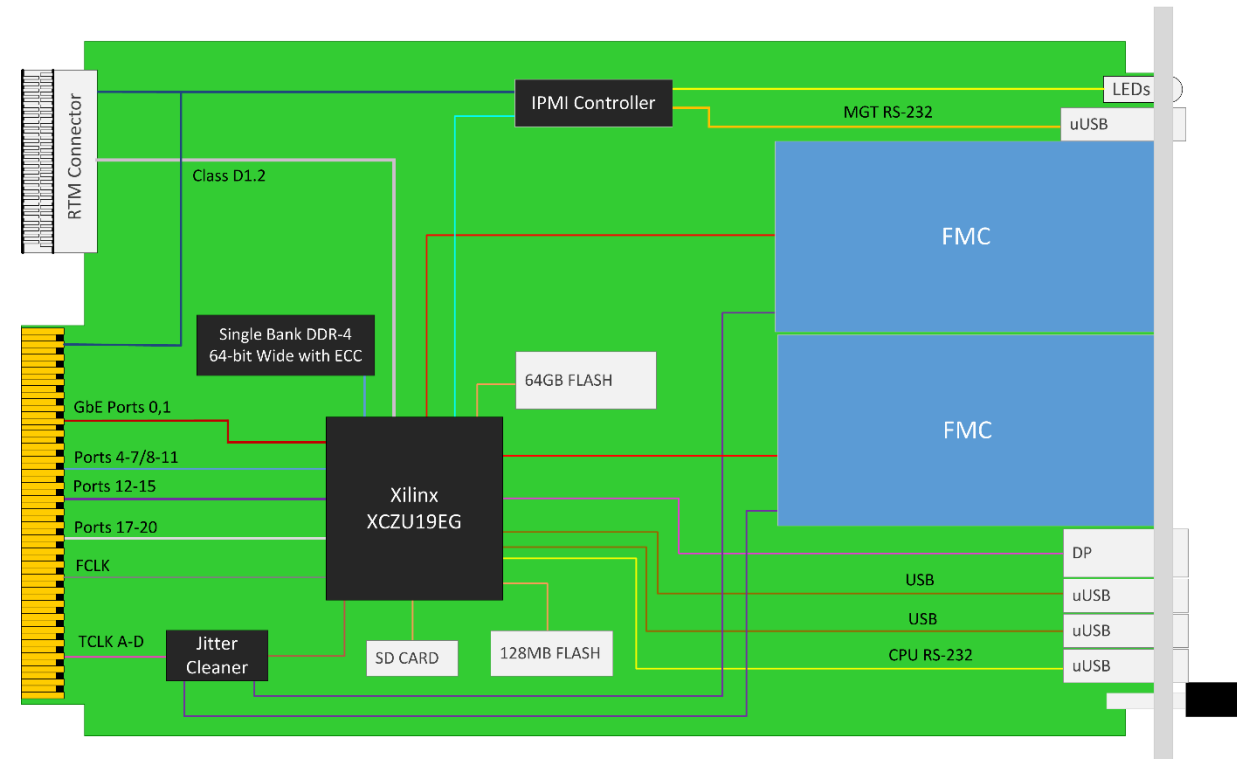 LEDs
IPMI Controller
MGT RS-232
uUSB
RTM Connector
Class D1.2
FMC
Single Bank DDR-4
64-bit Wide with ECC
64GB FLASH
GbE Ports 0,1
FMC
Ports 4-7/8-11
Ports 12-15
Xilinx
XCZU19EG
Ports 17-20
FCLK
DP
USB
uUSB
USB
uUSB
TCLK A-D
Jitter
Cleaner
SD CARD
128MB FLASH
CPU RS-232
uUSB